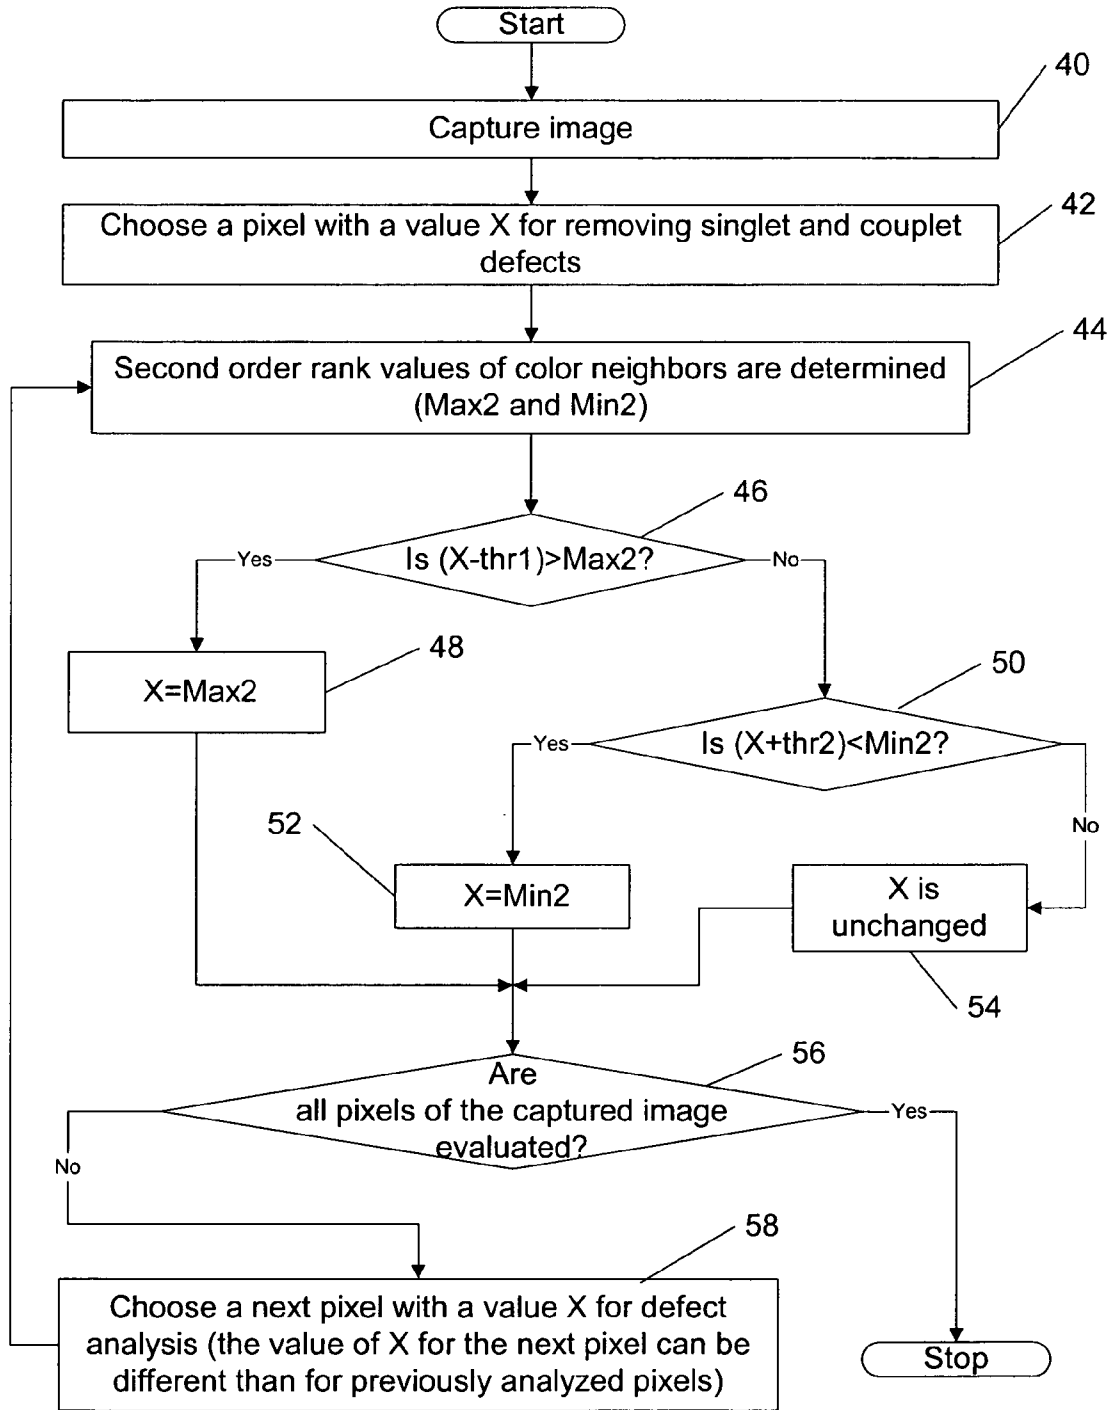 Start
40
Capture image
42
Choose a pixel with a value X for removing singlet and couplet
defects
44
Second order rank values of color neighbors are determined
(Max2 and Min2)
46
Is (X-thr1)>Max2?
Yes
No
48
X=Max2
50
Is (X+thr2)<Min2?
Yes
No
52
X=Min2
X is
unchanged
54
56
Are
all pixels of the captured image
evaluated?
Yes
No
58
Choose a next pixel with a value X for defect
analysis (the value of X for the next pixel can be
different than for previously analyzed pixels)
Stop